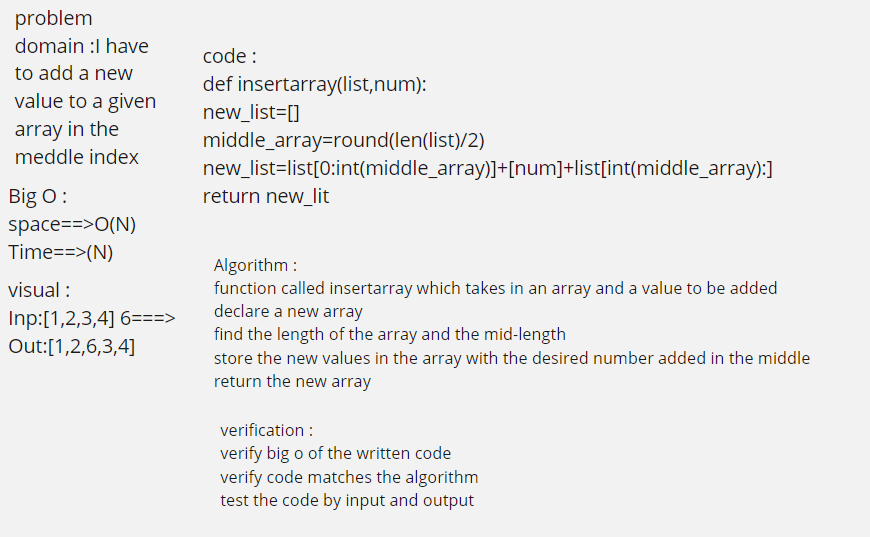 problem
domain :I have
to add a new
value to a given
array in the
meddle index
Big O :
space==>O(N)
Time==>(N)
visual :
Inp:[1,2,3,4] 6===>
Out:[1,2,6,3,4]
code :
def insertarray(list,num):
new_list=[]
middle_array=round(len(list)/2)
new_list=list[0:int(middle_array)]+[num]+list[int(middle_array):]
return new_lit
Algorithm :
function called insertarray which takes in an array and a value to be added
declare a new array
find the length of the array and the mid-length
store the new values in the array with the desired number added in the middle
return the new array
verification :
verify big o of the written code
verify code matches the algorithm
test the code by input and output